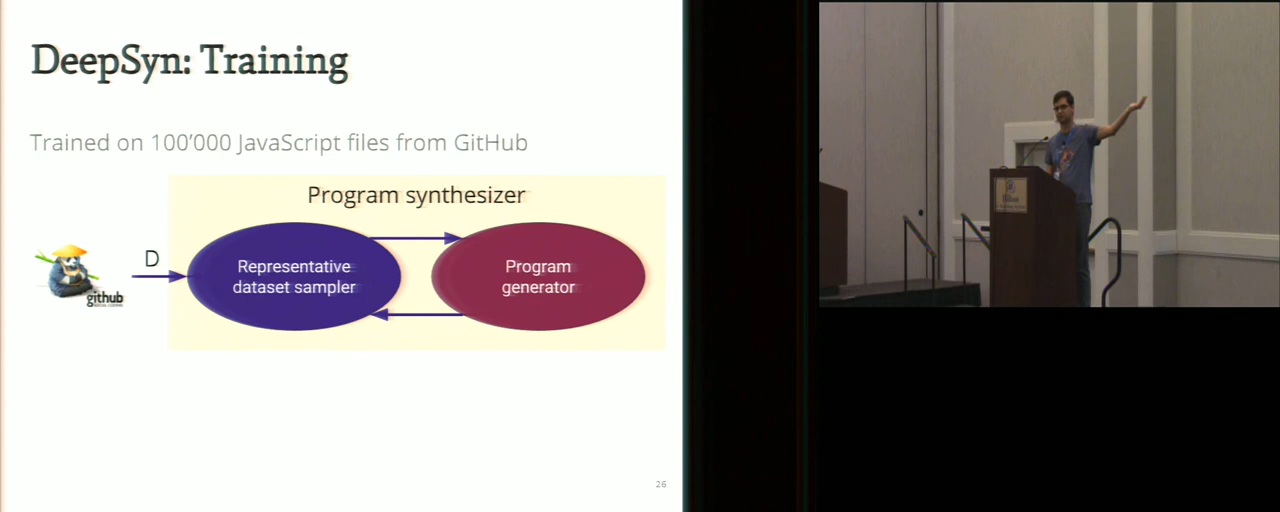 DeepSyn: Training
Trained on 100'000 JavaScript files from GitHub
Program synthesizer
D
Representative
dataset sampler
Program
generator
github
26